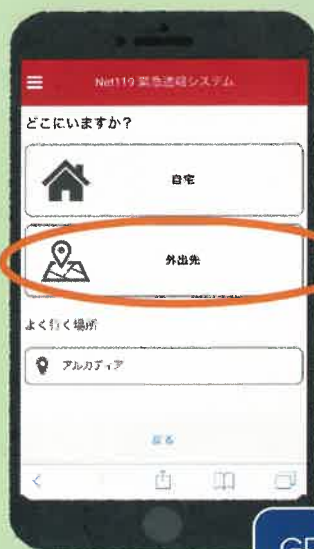 Net119 緊急通報システム
どこにいますか？
自宅
外出先
よく行く場所
アルカディア
戻る
GP